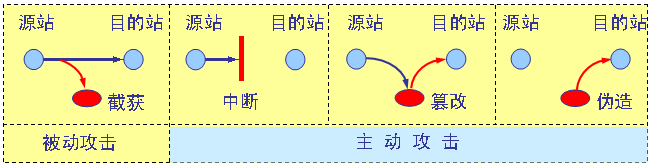 源站 目的站 源站 目的站 源站 目的站 源站 目的站
截获 中断 篡改 伪造
被动攻击 主动攻击